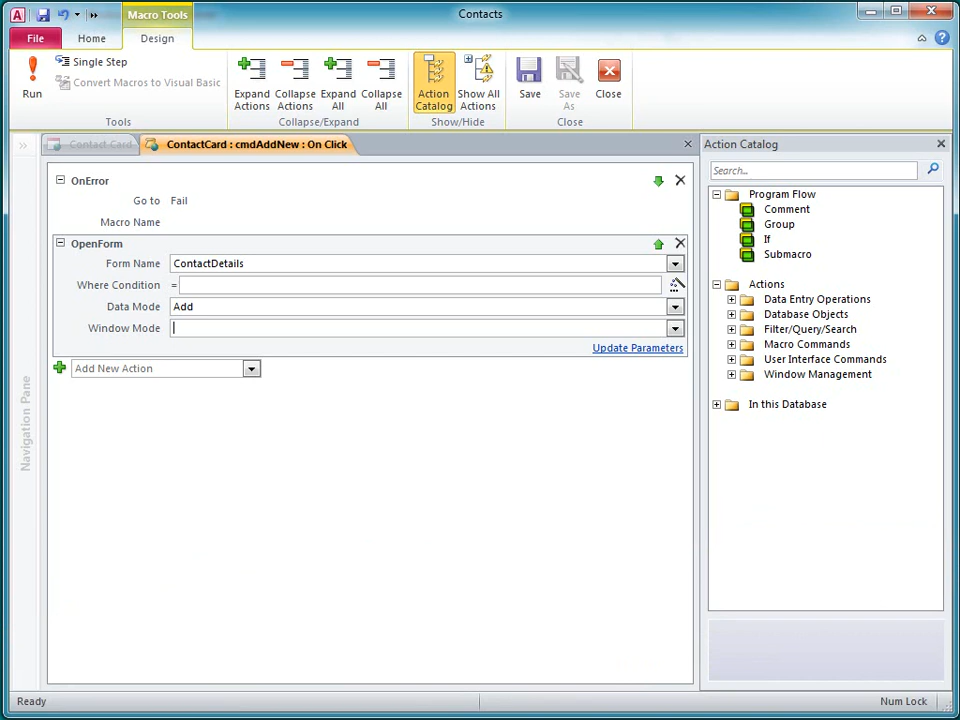 Macro Tools
Contacts
File
Home
Design
Run
Single Step
Convert Macros to Visual Basic
Tools
Expand Actions
Collapse Actions
Expand All
Collapse All
Collapse/Expand
Action Catalog
Show All Actions
Show/Hide
Save
Save As
Close
Close
Contact Card
ContactCard : cmdAddNew : On Click
OnError
Go to Fail
Macro Name
OpenForm
Form Name ContactDetails
Where Condition =
Data Mode Add
Window Mode
Update Parameters
Add New Action
Navigation Pane
Action Catalog
Search...
Program Flow
Comment
Group
If
Submacro
Actions
Data Entry Operations
Database Objects
Filter/Query/Search
Macro Commands
User Interface Commands
Window Management
In this Database
Ready
Num Lock